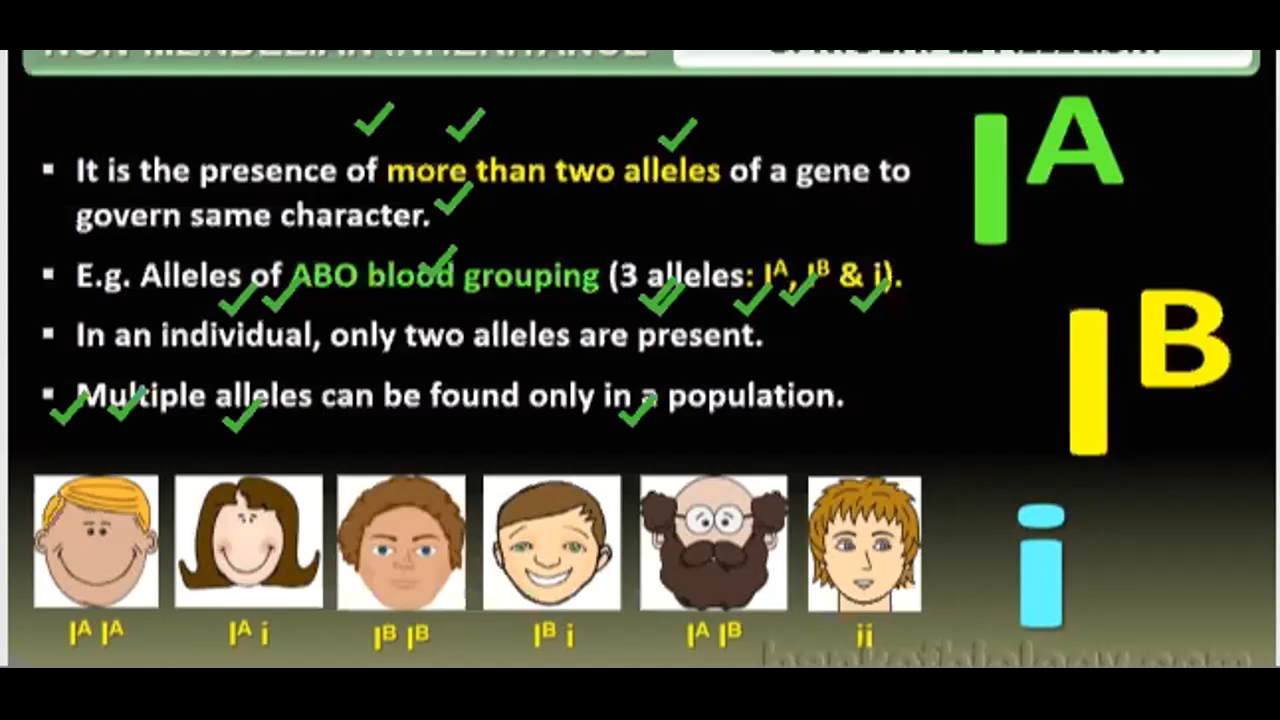 ▪ It is the presence of more than two alleles of a gene to
govern same character.
▪ E.g. Alleles of ABO blood grouping (3 alleles: Iᴬ, Iᴮ & i).
▪ In an individual, only two alleles are present.
▪ Multiple alleles can be found only in a population.
Iᴬ
Iᴮ
i
Iᴬ Iᴬ
Iᴬ i
Iᴮ Iᴮ
Iᴮ i
Iᴬ Iᴮ
ii